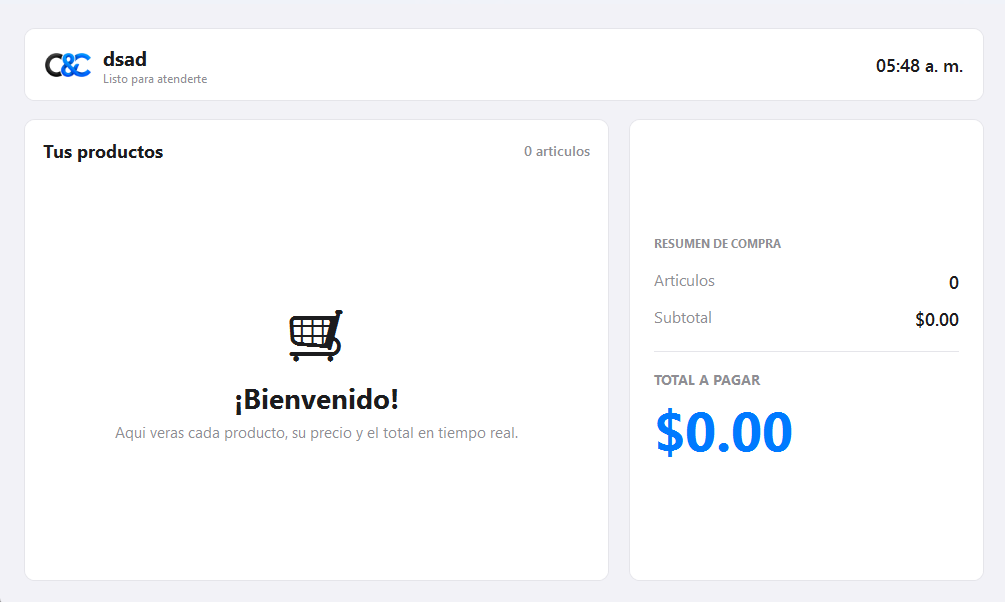 C&C
dsad
Listo para atenderte
05:48 a. m.
Tus productos
0 articulos
¡Bienvenido!
Aqui veras cada producto, su precio y el total en tiempo real.
RESUMEN DE COMPRA
Articulos 0
Subtotal $0.00
TOTAL A PAGAR
$0.00